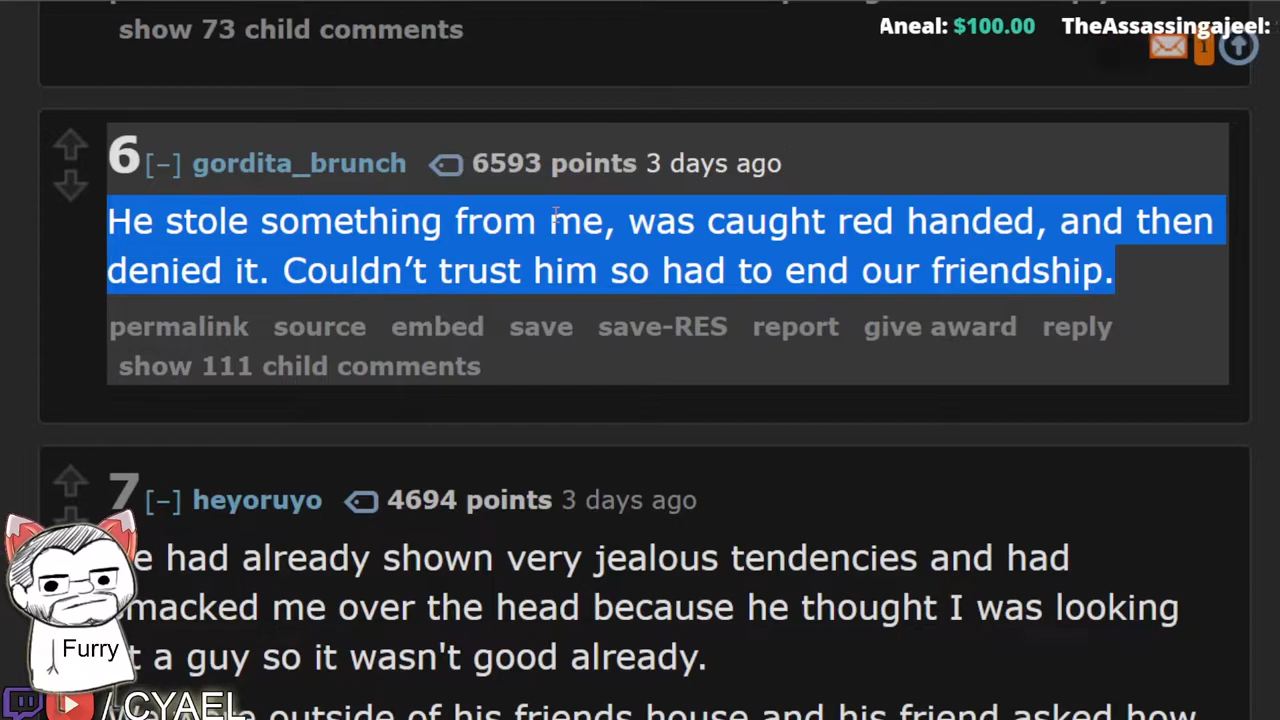 show 73 child comments
Aneal: $100.00 TheAssassingajeel:
1
6 [–] gordita_brunch 6593 points 3 days ago
He stole something from me, was caught red handed, and then
denied it. Couldn’t trust him so had to end our friendship.
permalink source embed save save-RES report give award reply
show 111 child comments
7 [–] heyoruyo 4694 points 3 days ago
e had already shown very jealous tendencies and had
macked me over the head because he thought I was looking
t a guy so it wasn't good already.
Furry
/ CYAEL
outside of his friends house and his friend asked how